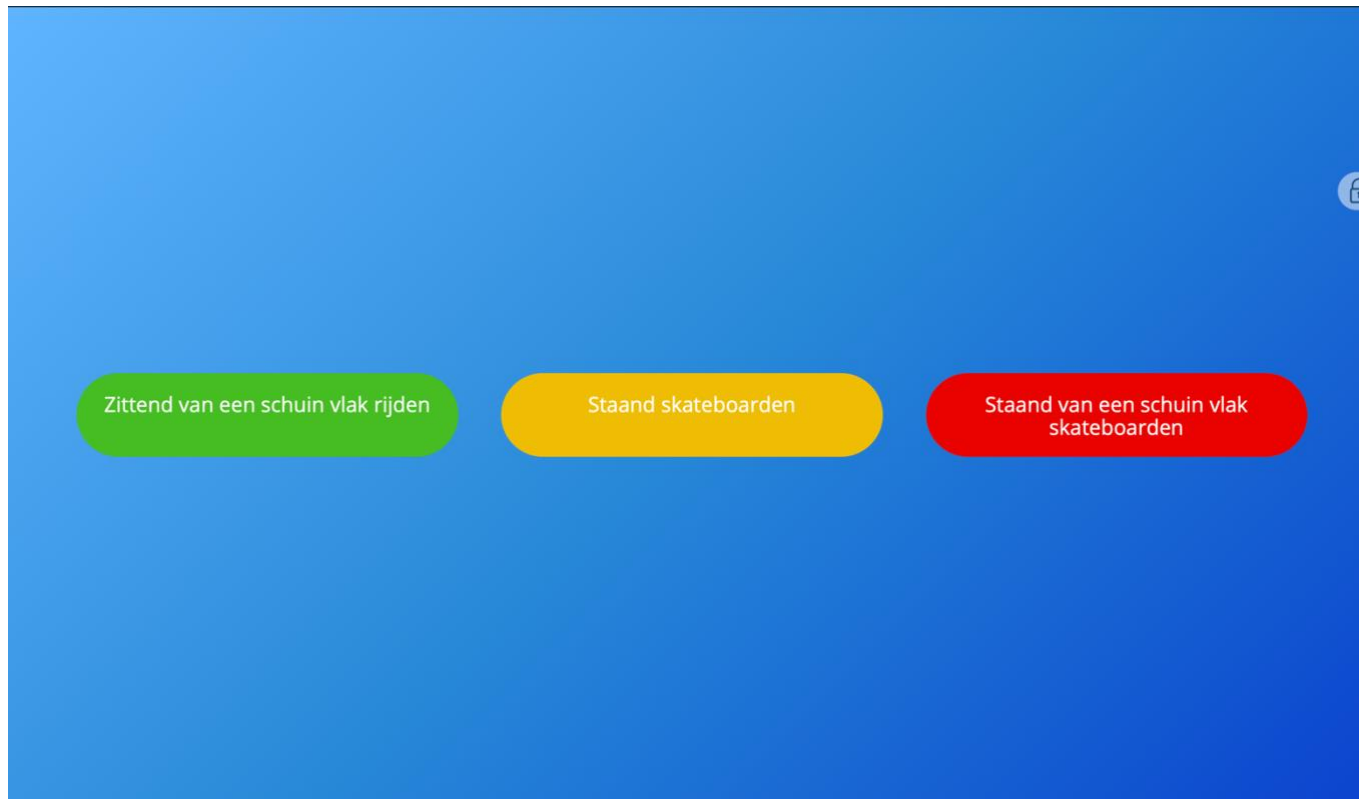 Zittend van een schuin vlak rijden
Staand skateboarden
Staand van een schuin vlak
skateboarden